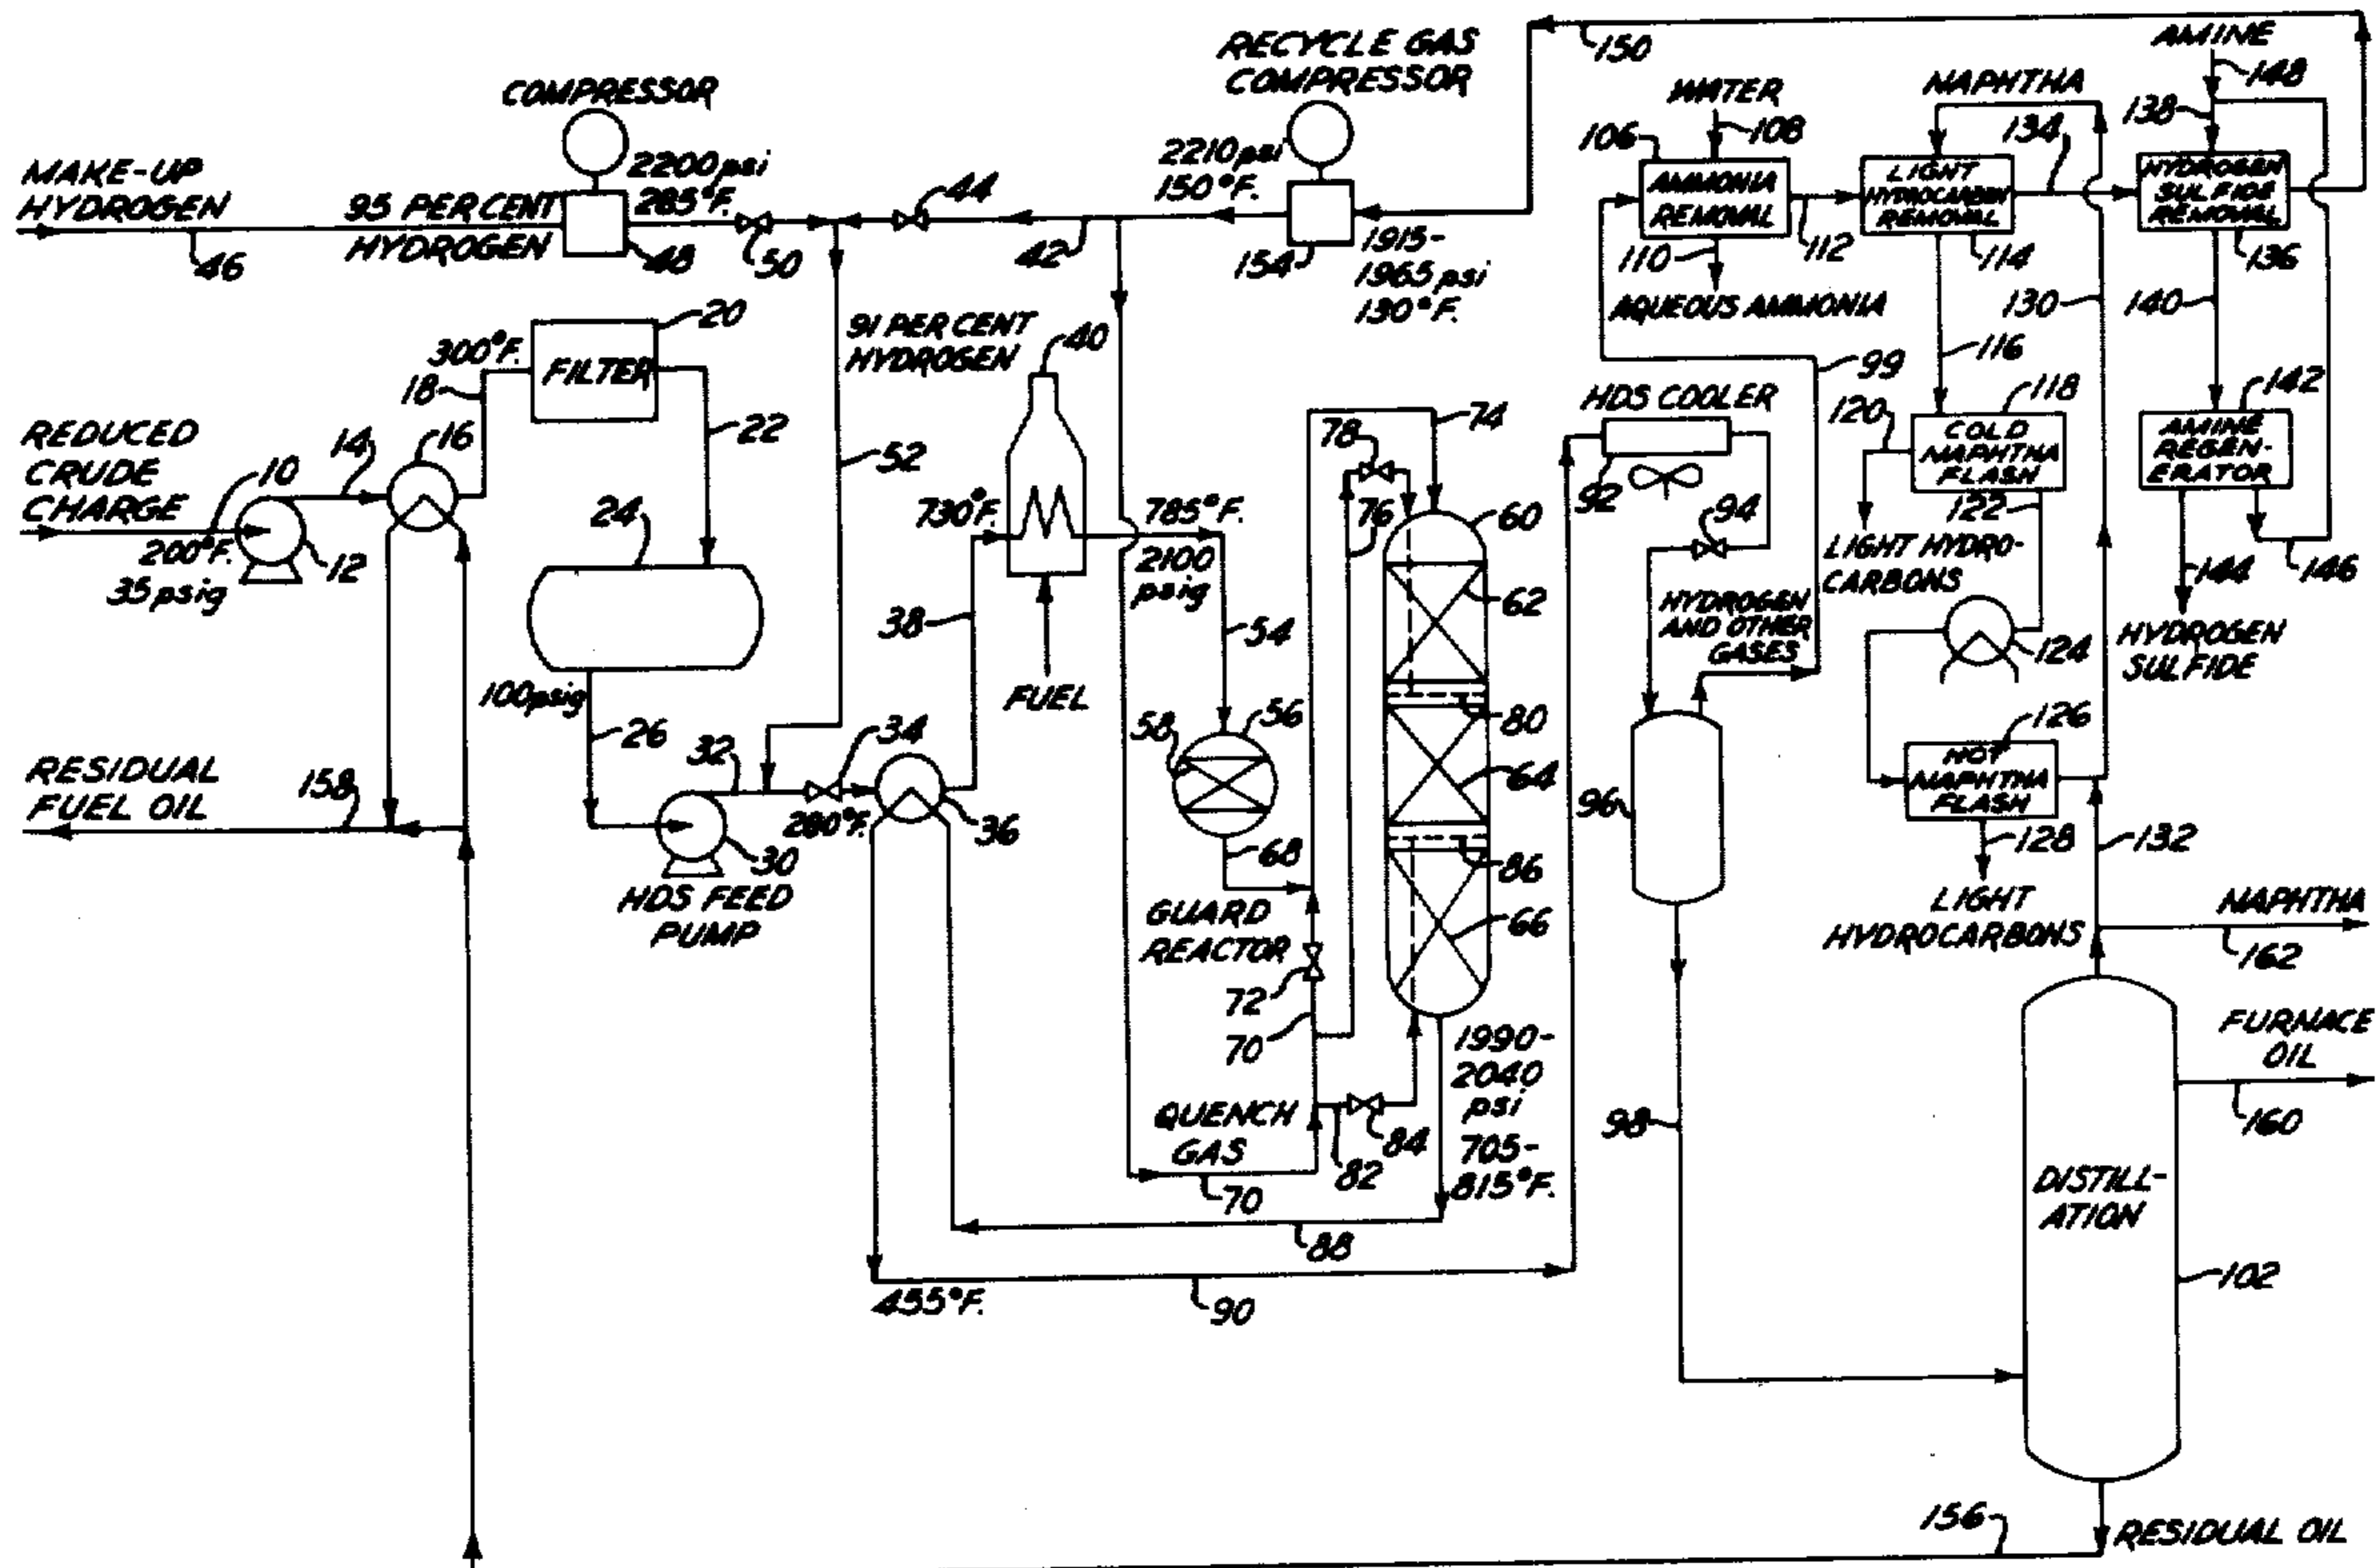 RECYCLE GAS
COMPRESSOR
150
AMINE
148
COMPRESSOR
NAPHTHA
WATER
108
106
138
134
MAKE-UP
HYDROGEN
95 PERCENT
HYDROGEN
2200 psi
285°F.
44
2210 psi
150°F.
AMMONIA
REMOVAL
LIGHT
HYDROCARBON
REMOVAL
HYDROGEN
SULFIDE
REMOVAL
46
48
50
42
154
1915-
1965 psi
130°F.
110
112
114
136
AQUEOUS AMMONIA
130
140
20
91 PERCENT
HYDROGEN
40
300°F.
18
FILTER
116
99
HDS COOLER
118
142
REDUCED
CRUDE
CHARGE
10
14
16
22
52
78
74
120
COLD
NAPHTHA
FLASH
AMINE
REGEN-
ERATOR
92
122
200°F.
35 psig
12
24
730°F.
785°F.
2100
psig
76
60
94
LIGHT HYDRO-
CARBONS
144
146
38
54
62
HYDROGEN
AND OTHER
GASES
124
HYDROGEN
SULFIDE
FUEL
100 psig
26
32
34
58
56
80
126
RESIDUAL
FUEL OIL
158
280°F.
36
64
96
HOT
NAPHTHA
FLASH
30
HDS FEED
PUMP
68
86
128
132
GUARD
REACTOR
66
LIGHT
HYDROCARBONS
NAPHTHA
162
72
70
1990-
2040
psi
705-
815°F.
FURNACE
OIL
160
QUENCH
GAS
70
82
84
98
DISTILL-
ATION
88
102
455°F.
90
156
RESIDUAL OIL